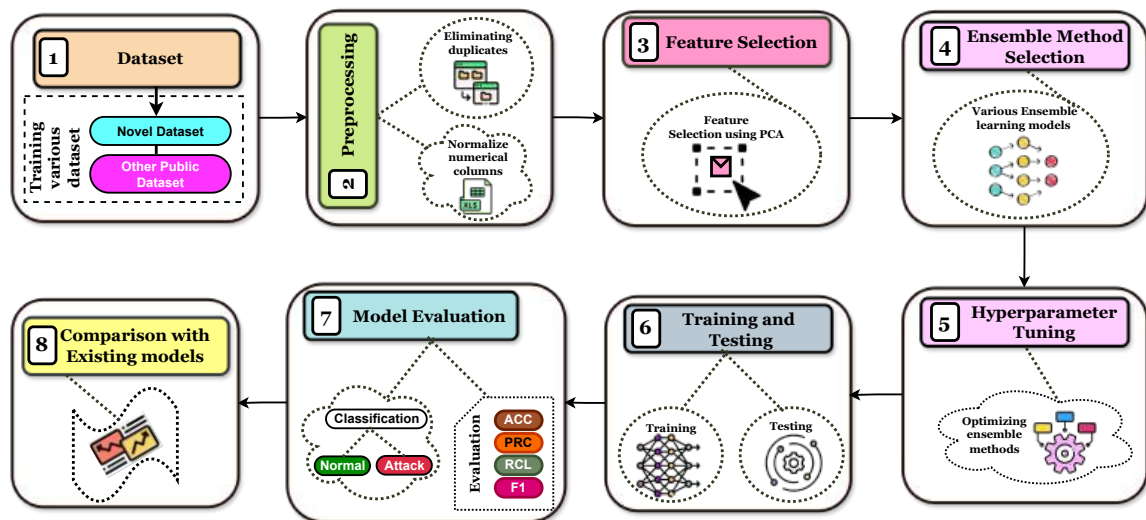 1
Dataset
Training
various
dataset
Novel Dataset
Other Public
Dataset
2
Preprocessing
Eliminating
duplicates
Normalize
numerical
columns
XLS
3
Feature Selection
Feature
Selection using PCA
4
Ensemble Method
Selection
Various Ensemble
learning models
5
Hyperparameter
Tuning
Optimizing
ensemble
methods
6
Training and
Testing
Training
Testing
7
Model Evaluation
Classification
Normal
Attack
Evaluation
ACC
PRC
RCL
F1
8
Comparison with
Existing models